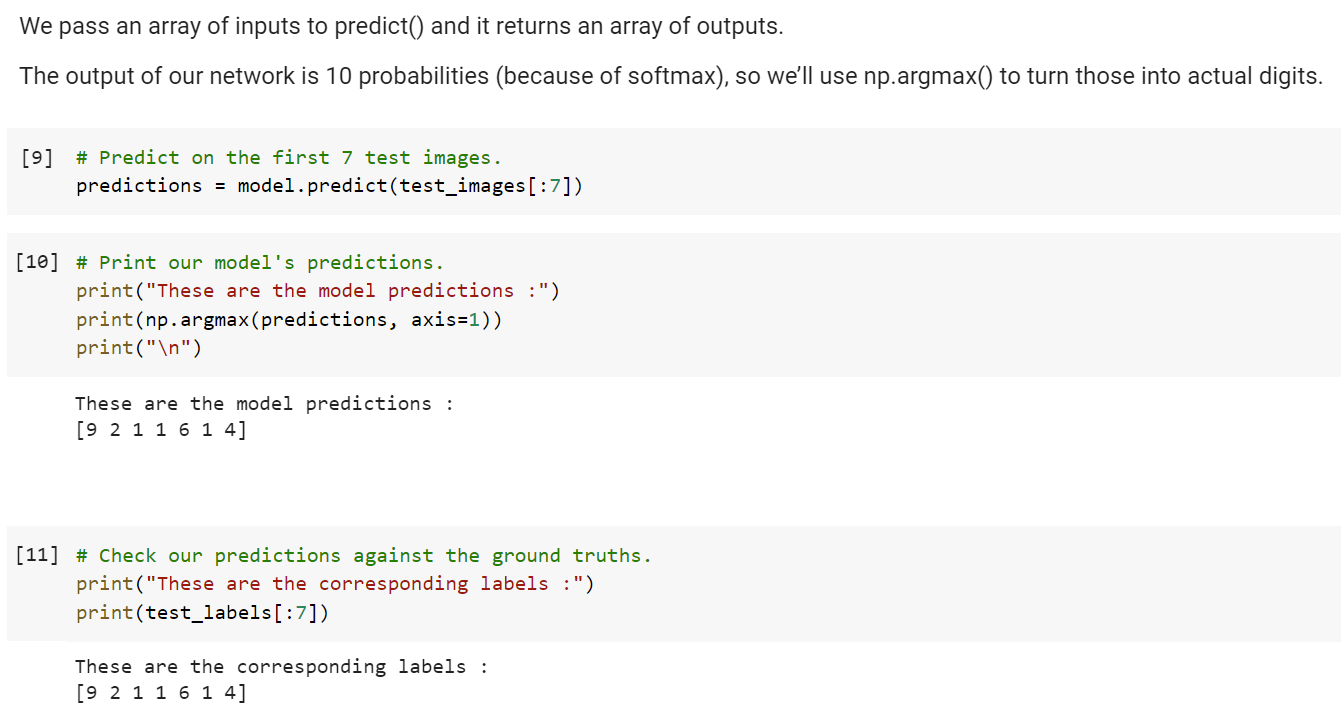 We pass an array of inputs to predict() and it returns an array of outputs.
The output of our network is 10 probabilities (because of softmax), so we'll use np.argmax() to turn those into actual digits.
[9] # Predict on the first 7 test images.
predictions = model.predict(test_images[:7])
[10] # Print our model's predictions.
print("These are the model predictions :")
print(np.argmax(predictions, axis=1))
print("\n")
These are the model predictions :
[9 2 1 1 6 1 4]
[11] # Check our predictions against the ground truths.
print("These are the corresponding labels :")
print(test_labels[:7])
These are the corresponding labels :
[9 2 1 1 6 1 4]